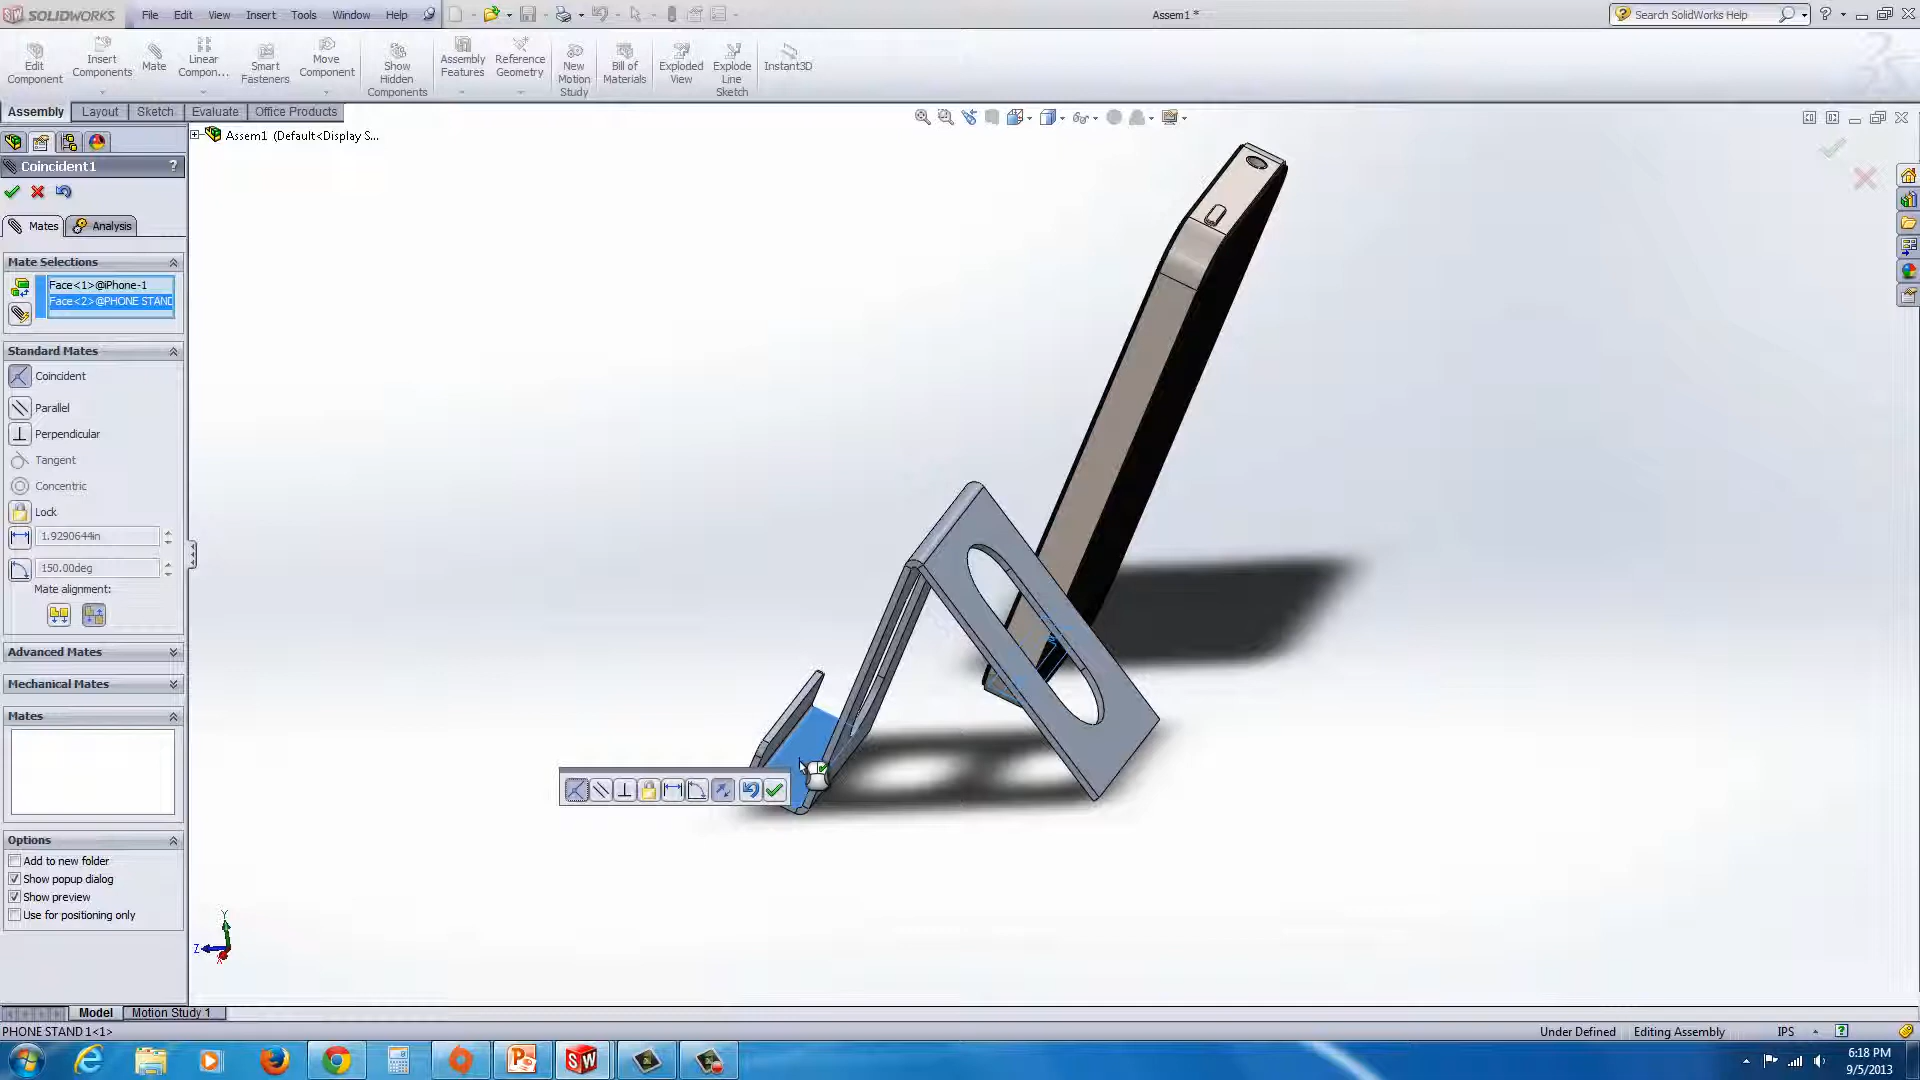 SOLIDWORKS File Edit View Insert Tools Window Help Assem1 * Search SolidWorks Help
Edit Component
Insert Components
Mate
Linear Compon...
Smart Fasteners
Move Component
Show Hidden Components
Assembly Features
Reference Geometry
New Motion Study
Bill of Materials
Exploded View
Explode Line Sketch
Instant3D
Assembly Layout Sketch Evaluate Office Products
Assem1 (Default<Display S...
Coincident1 ?
Mates Analysis
Mate Selections
Face<1>@iPhone-1
Face<2>@PHONE STAND
Standard Mates
Coincident
Parallel
Perpendicular
Tangent
Concentric
Lock
1.9290644in
150.00deg
Mate alignment:
Advanced Mates
Mechanical Mates
Mates
Options
Add to new folder
Show popup dialog
Show preview
Use for positioning only
Y
Z
Model Motion Study 1
PHONE STAND 1<1> Under Defined Editing Assembly IPS
6:18 PM
9/5/2013